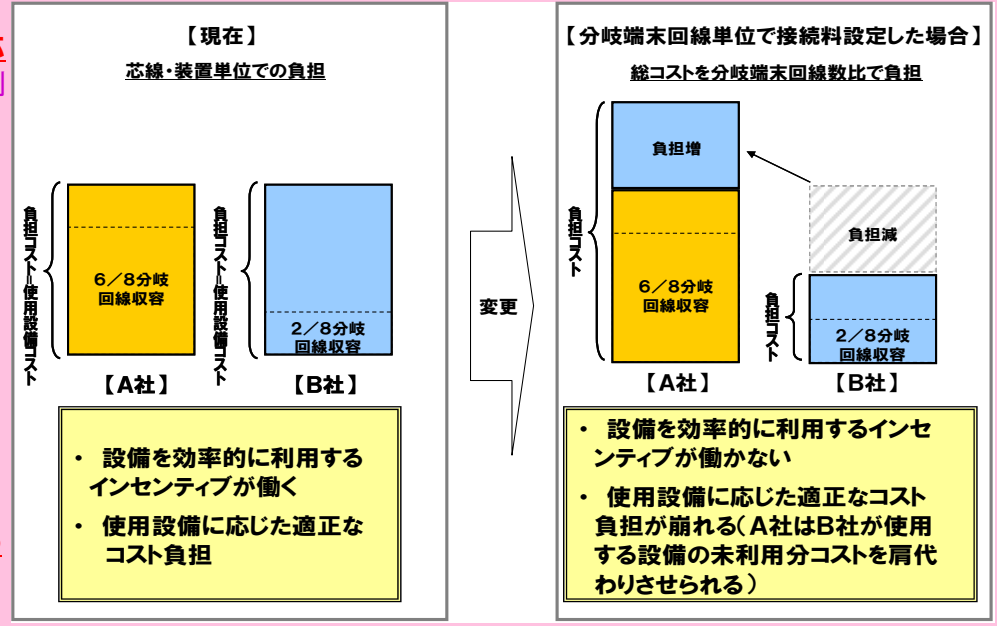 【現在】
芯線・装置単位での負担
負担コスト=使用設備コスト
6/8分岐
回線収容
【A社】
負担コスト=使用設備コスト
2/8分岐
回線収容
【B社】
・ 設備を効率的に利用する
インセンティブが働く
・ 使用設備に応じた適正な
コスト負担
変更
【分岐端末回線単位で接続料設定した場合】
総コストを分岐端末回線数比で負担
負担コスト
負担増
6/8分岐
回線収容
【A社】
負担減
負担コスト
2/8分岐
回線収容
【B社】
・ 設備を効率的に利用するインセ
ンティブが働かない
・ 使用設備に応じた適正なコスト
負担が崩れる(A社はB社が使用
する設備の未利用分コストを肩代
わりさせられる)